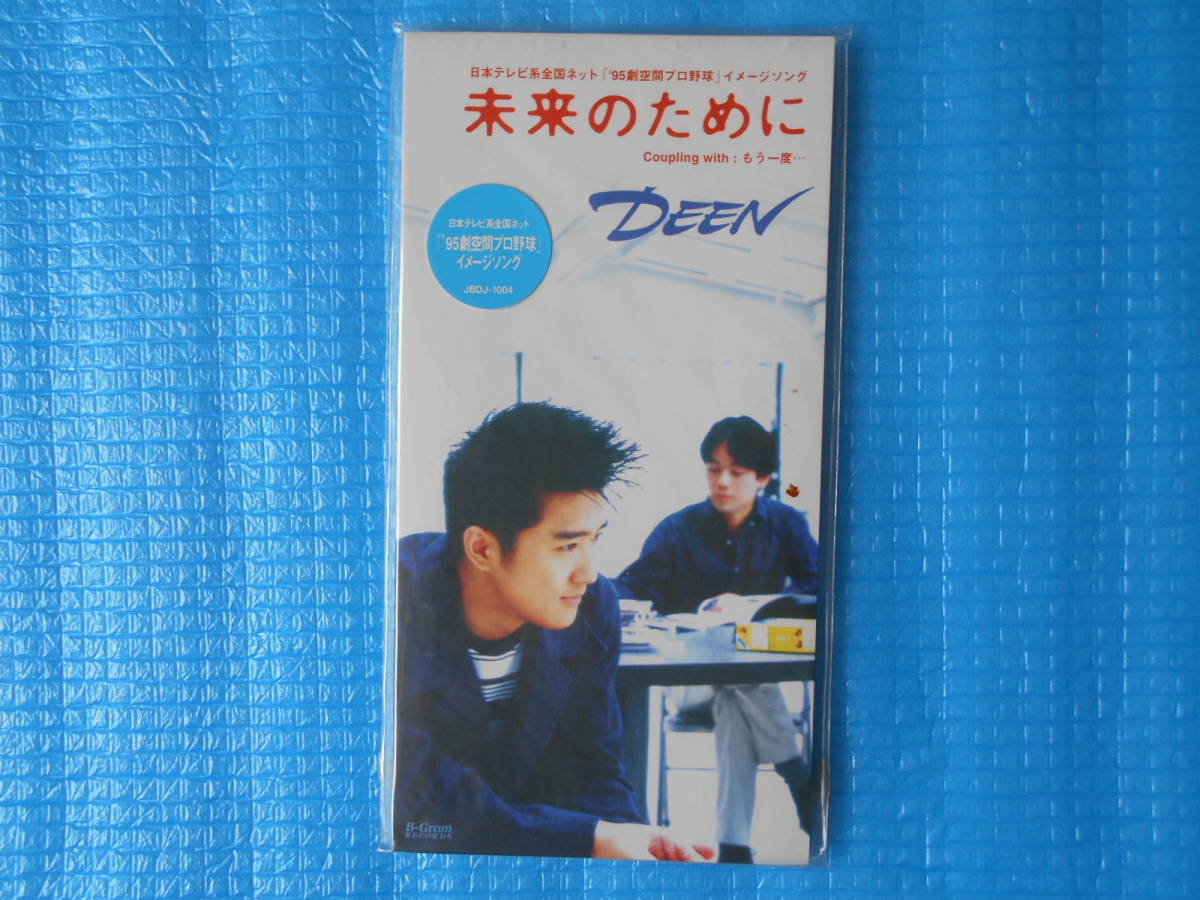 日本テレビ系全国ネット「'95劇空間プロ野球」イメージソング
未来のために
Coupling with : もう一度…
DEEN
日本テレビ系全国ネット
「'95劇空間プロ野球」
イメージソング
JBDJ-1004
B-Gram
RECORDS